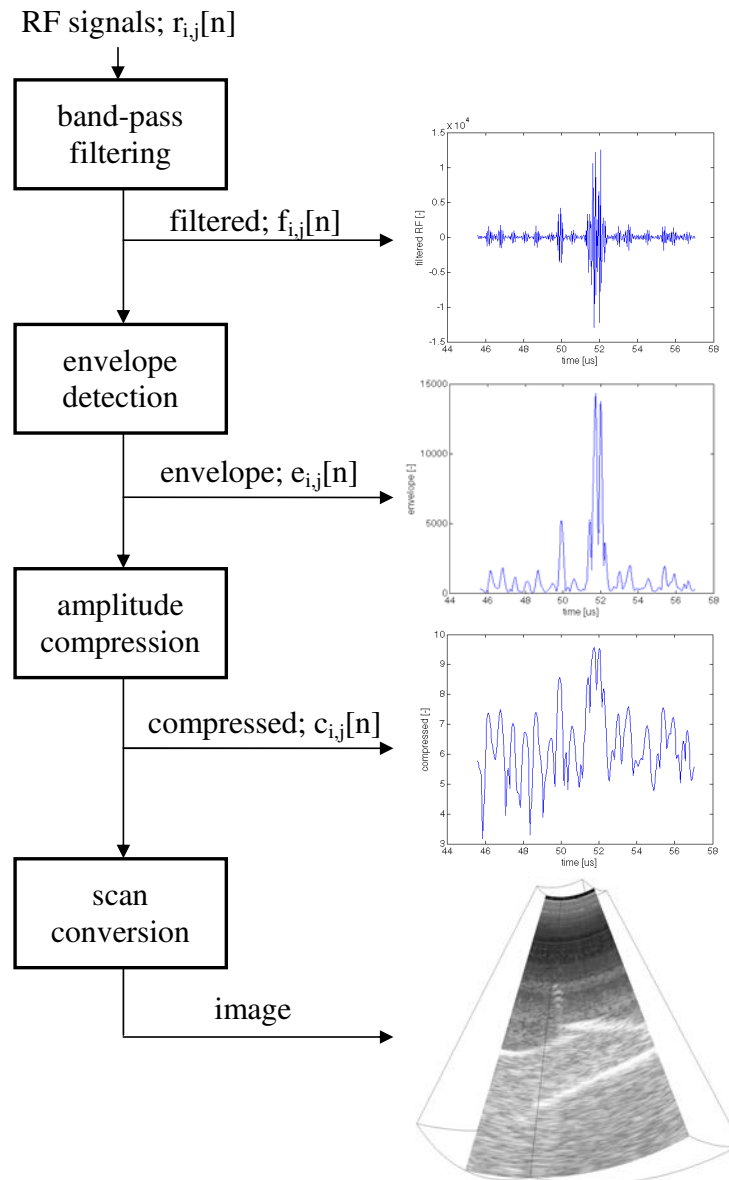 RF signals; r_{i,j}[n]
band-pass
filtering
filtered; f_{i,j}[n]
x 10^4
1.5
1
0.5
0
-0.5
-1
-1.5
filtered RF [-]
44 46 48 50 52 54 56 58
time [us]
envelope
detection
envelope; e_{i,j}[n]
15000
10000
5000
0
envelope [-]
44 46 48 50 52 54 56 58
time [us]
amplitude
compression
compressed; c_{i,j}[n]
10
9
8
7
6
5
4
3
compressed [-]
44 46 48 50 52 54 56 58
time [us]
scan
conversion
image